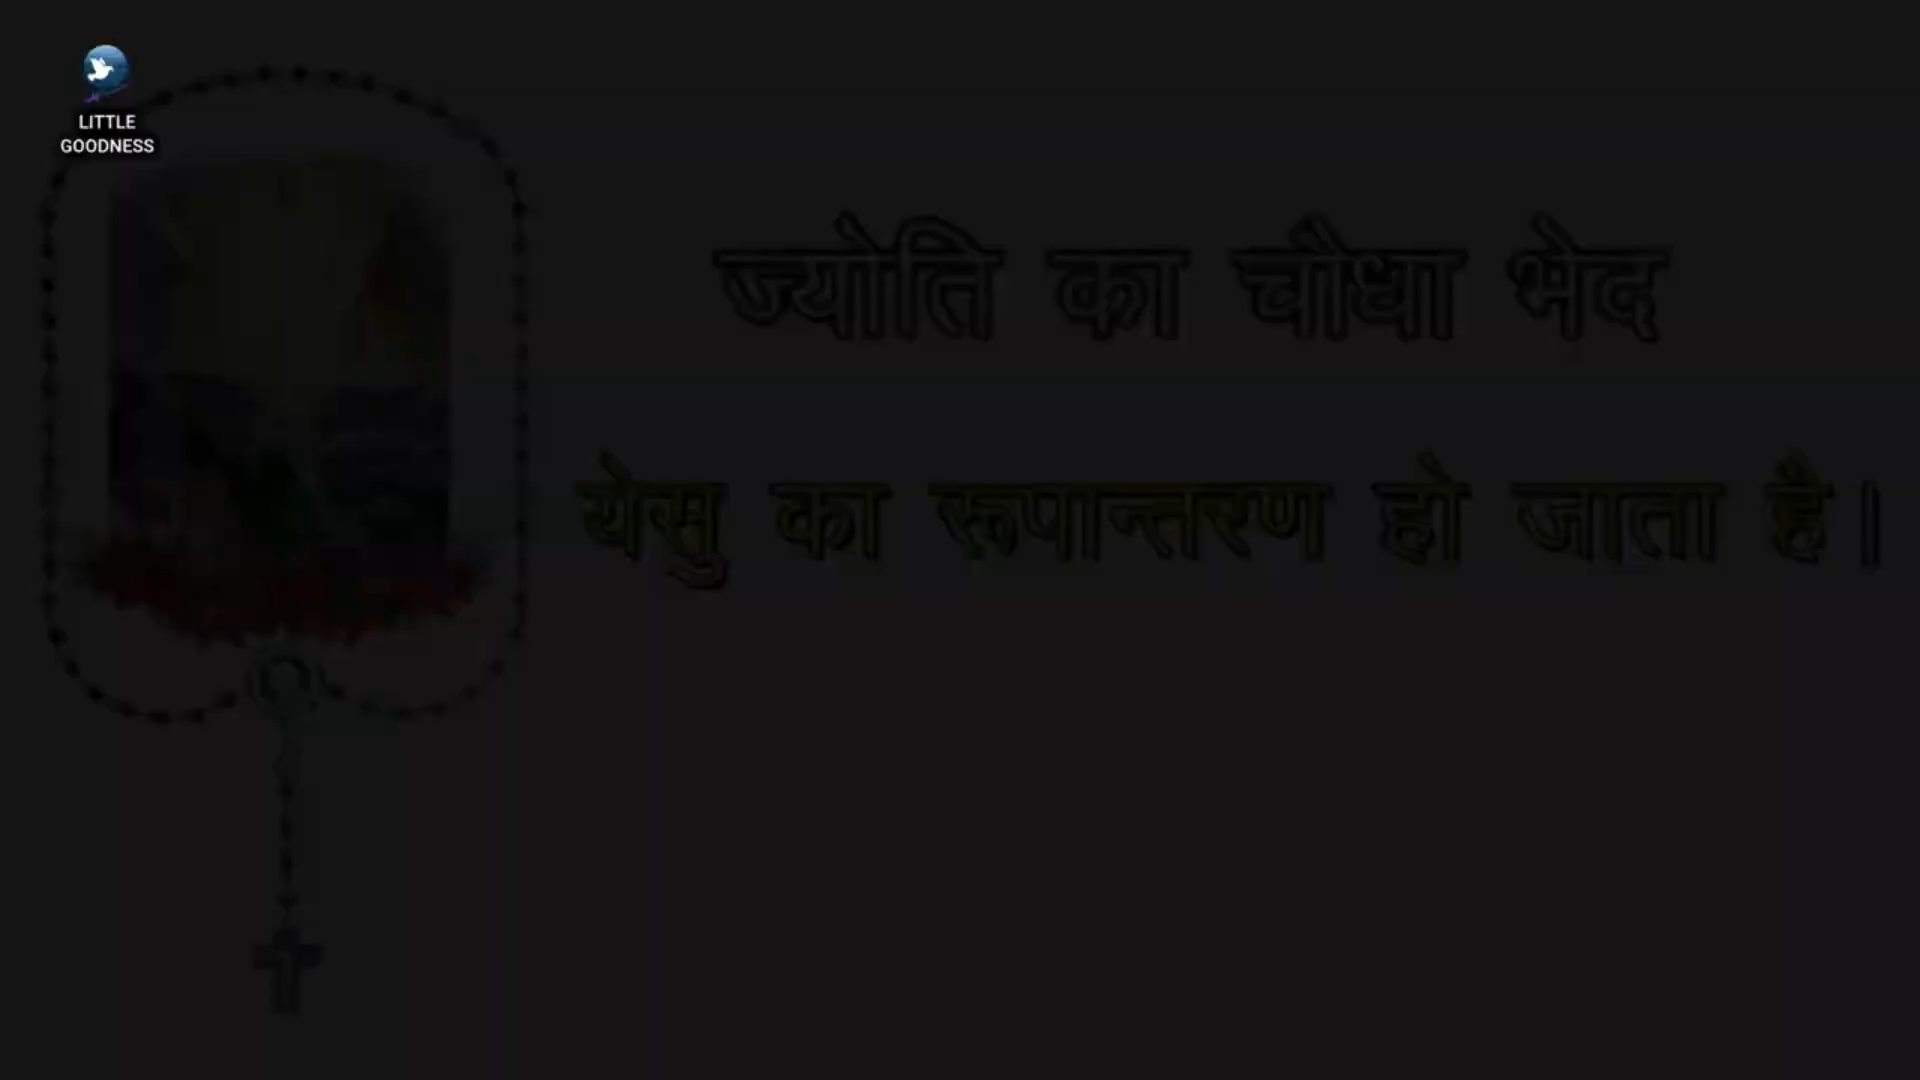 LITTLE
GOODNESS
ज्योति का चौथा भेद
येसु का रूपान्तरण हो जाता है।